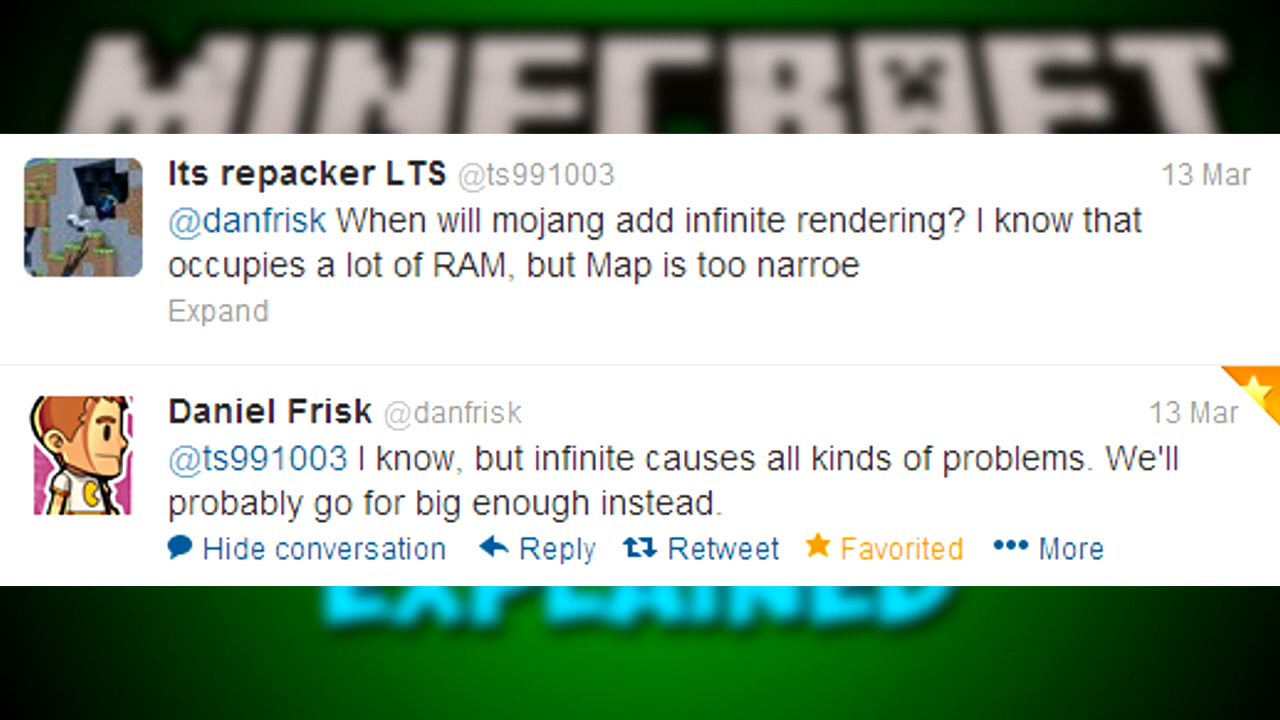 MINECRAFT
Its repacker LTS @ts991003 13 Mar
@danfrisk When will mojang add infinite rendering? I know that
occupies a lot of RAM, but Map is too narroe
Expand
Daniel Frisk @danfrisk 13 Mar
@ts991003 I know, but infinite causes all kinds of problems. We'll
probably go for big enough instead.
Hide conversation Reply Retweet Favorited More
EXPLAINED